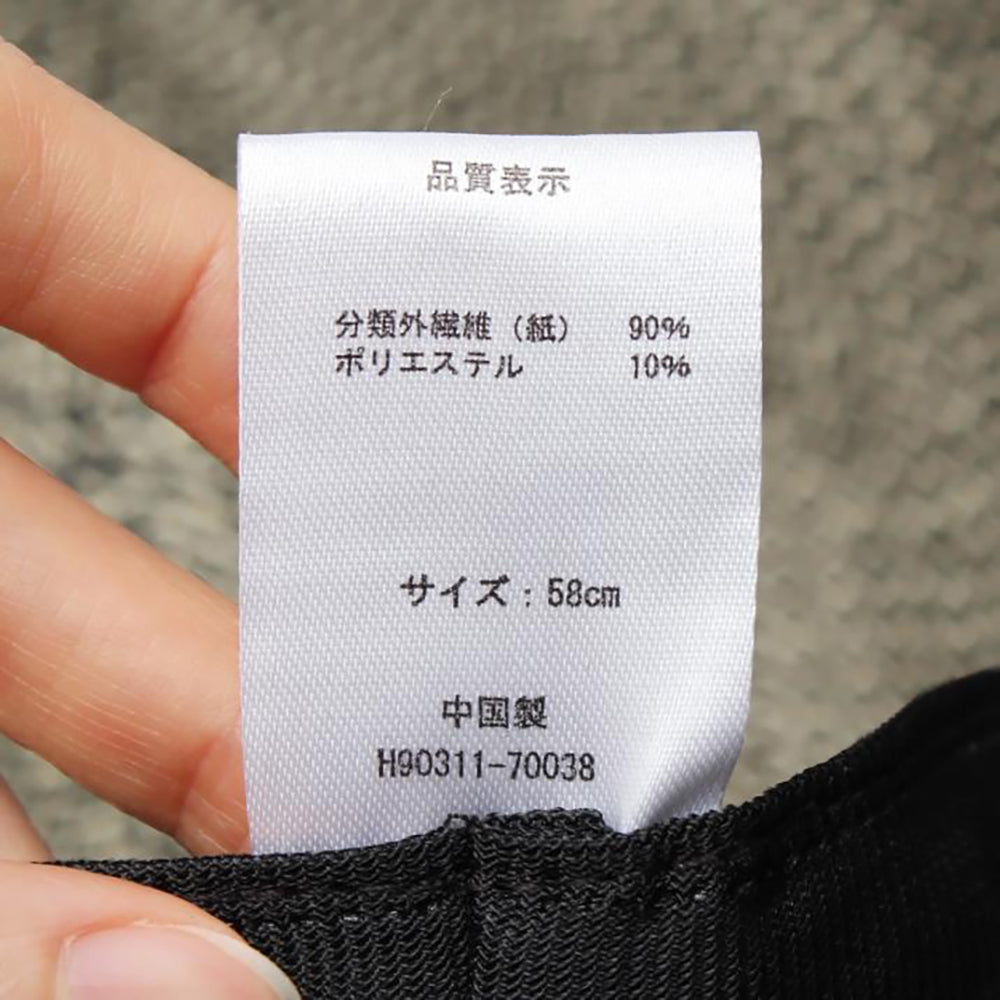 品質表示
分類外繊維（紙） 90%
ポリエステル 10%
サイズ：58cm
中国製
H90311-70038